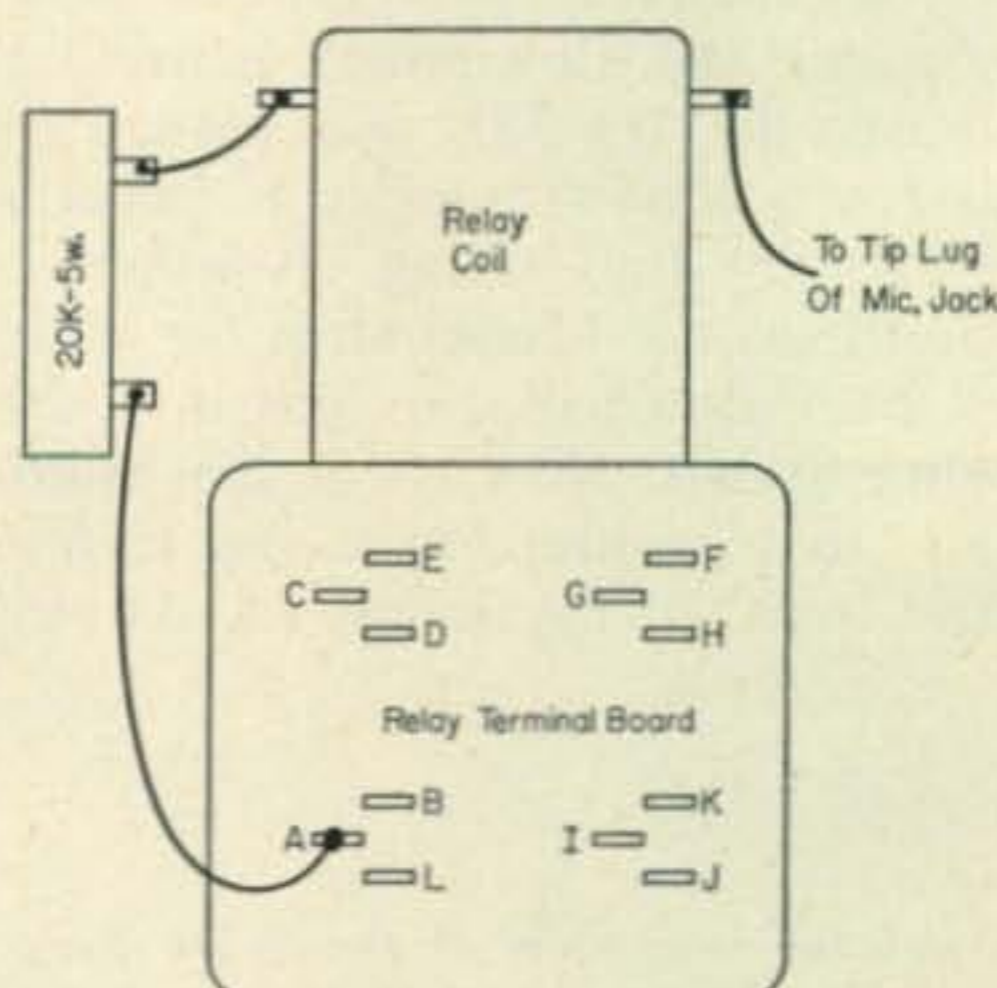 Relay
Coil
To Tip Lug
Of Mic, Jack
20K-5w.
E
F
C
G
D
H
Relay Terminal Board
B
K
A
I
L
J